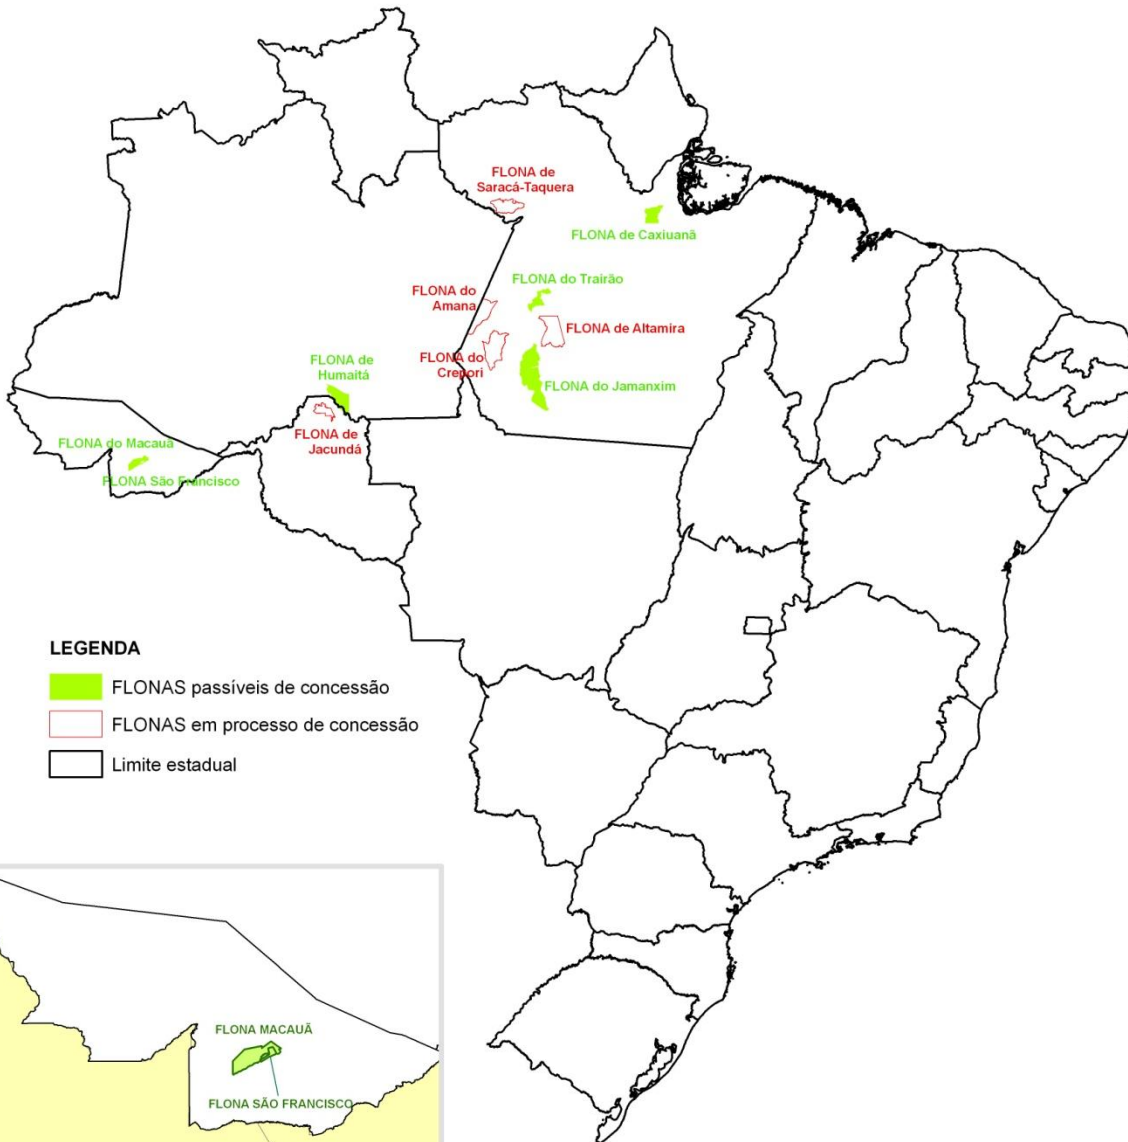 FLONA de
Saracá-Taquera
FLONA de Caxiuanã
FLONA do Trairão
FLONA do
Amana
FLONA de Altamira
FLONA do
Crepori
FLONA do Jamanxim
FLONA de
Humaitá
FLONA de
Jacundá
FLONA do Macauã
FLONA São Francisco
LEGENDA
FLONAS passíveis de concessão
FLONAS em processo de concessão
Limite estadual
FLONA MACAUÃ
FLONA SÃO FRANCISCO